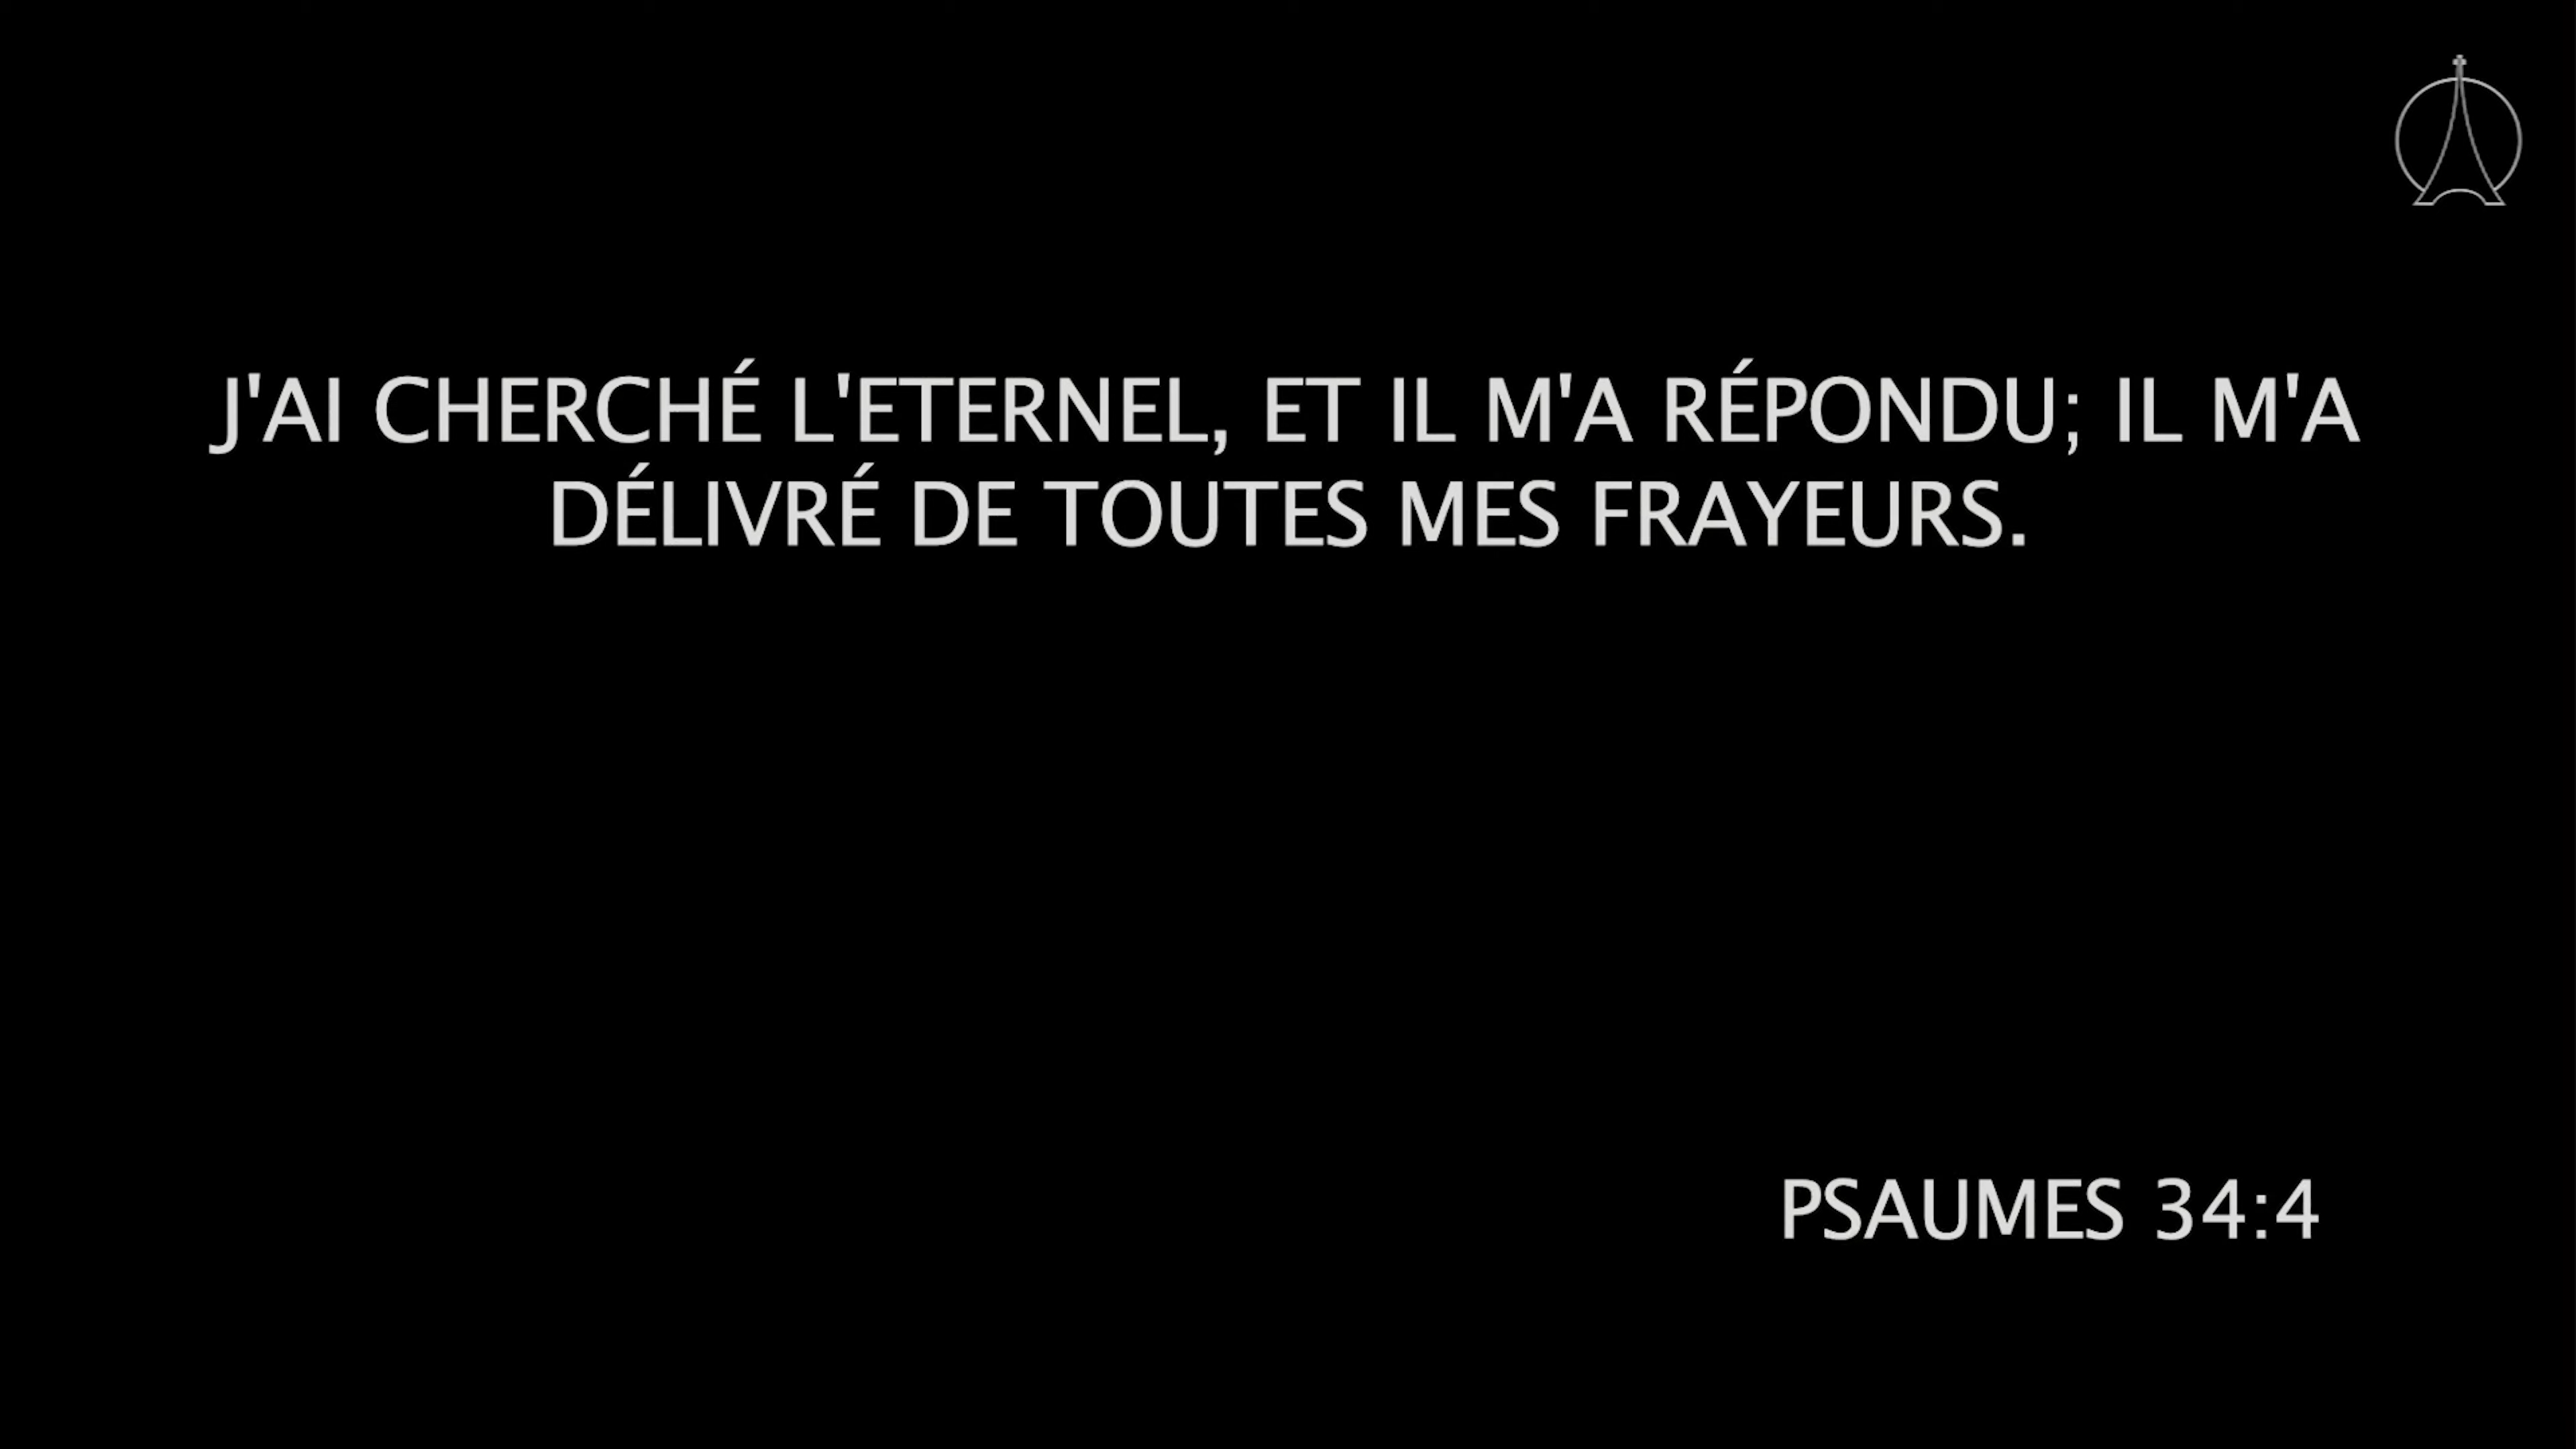 J'AI CHERCHÉ L'ETERNEL, ET IL M'A RÉPONDU; IL M'A
DÉLIVRÉ DE TOUTES MES FRAYEURS.
PSAUMES 34:4